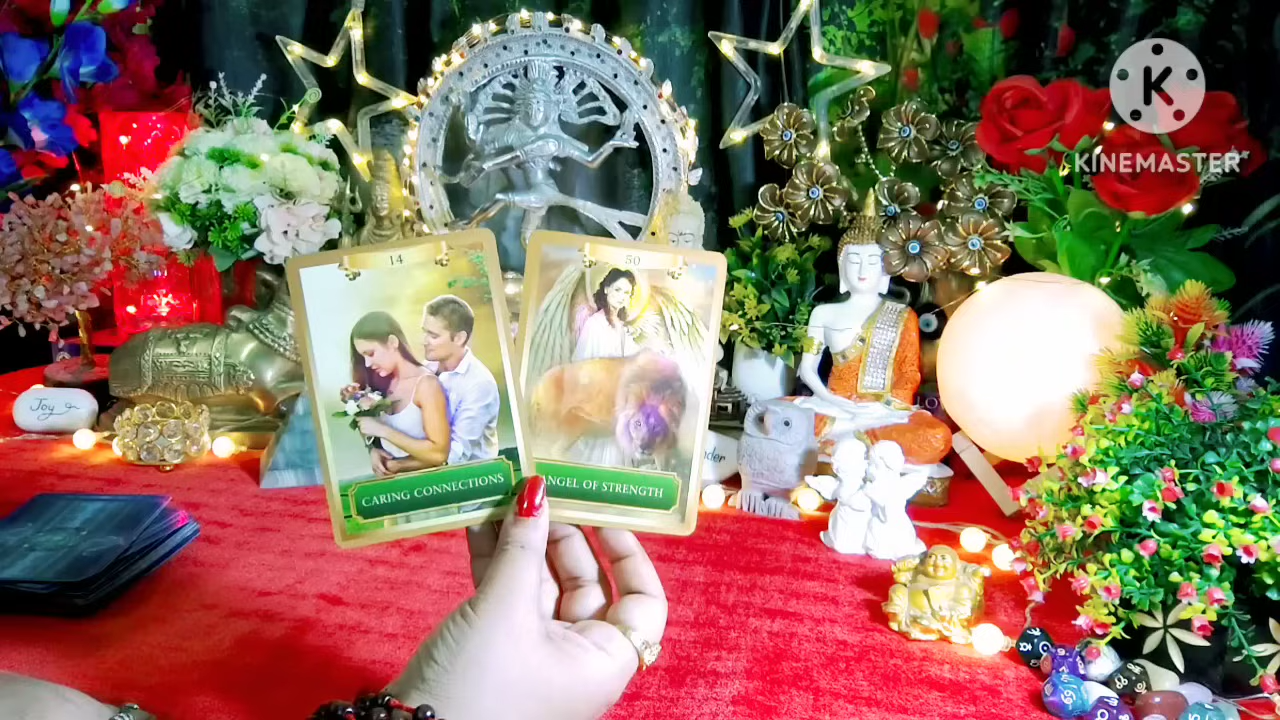 K
KINEMASTER
14
50
Joy
CARING CONNECTIONS
ANGEL OF STRENGTH